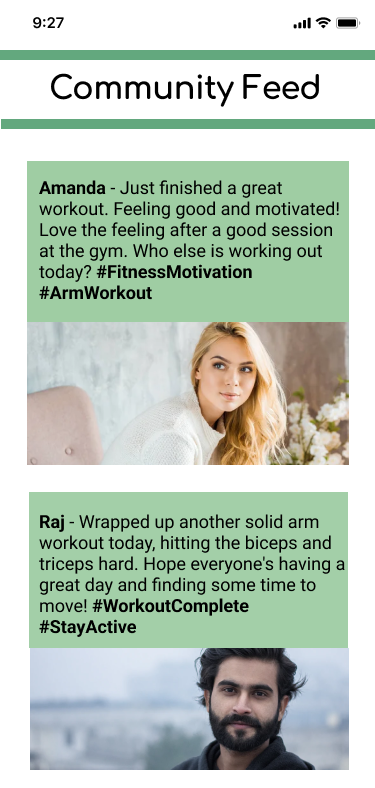 9:27
Community Feed
Amanda - Just finished a great
workout. Feeling good and motivated!
Love the feeling after a good session
at the gym. Who else is working out
today? #FitnessMotivation
#ArmWorkout
Raj - Wrapped up another solid arm
workout today, hitting the biceps and
triceps hard. Hope everyone's having a
great day and finding some time to
move! #WorkoutComplete
#StayActive